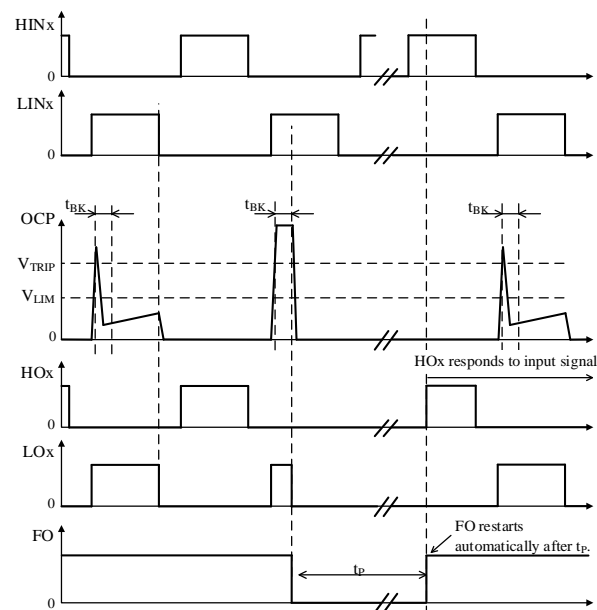 HINx
0
LINx
0
tBK
tBK
tBK
OCP
VTRIP
VLIM
0
HOx responds to input signal
HOx
0
LOx
0
FO
FO restarts
automatically after tP.
tP
0